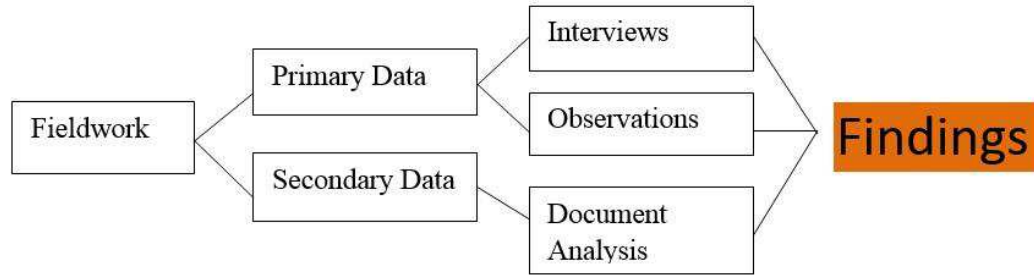 Fieldwork
Primary Data
Secondary Data
Interviews
Observations
Document
Analysis
Findings